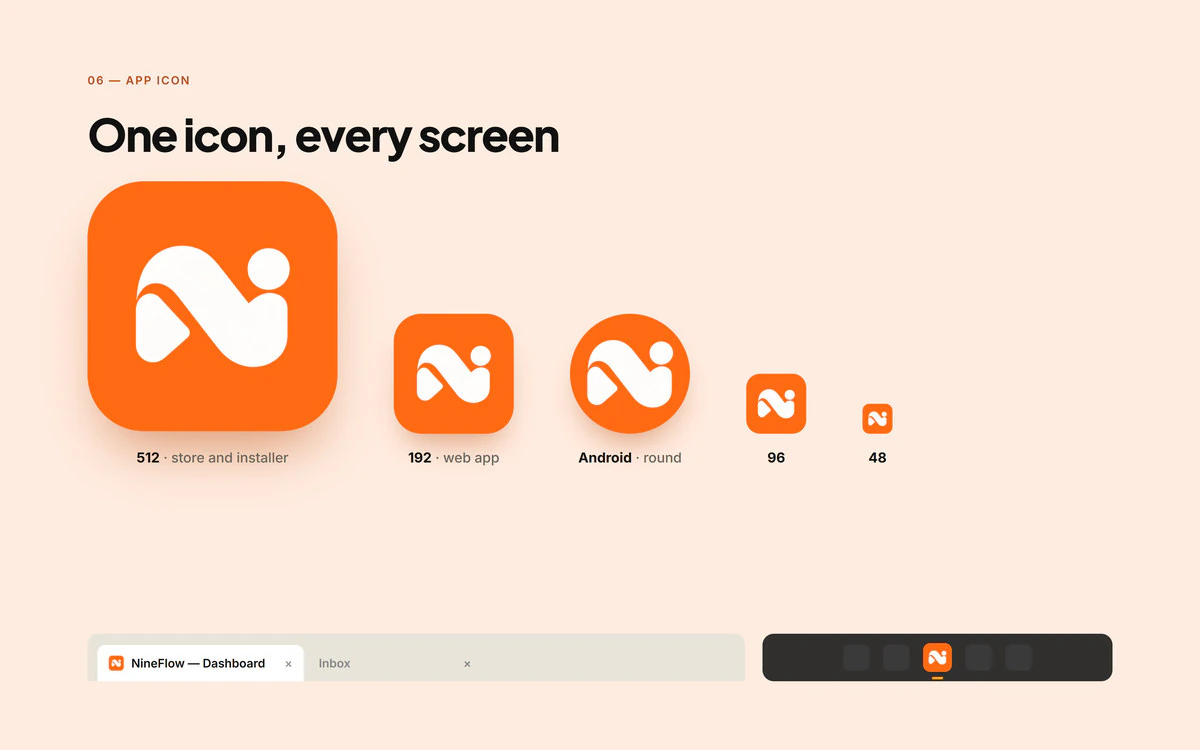 06 — APP ICON
One icon, every screen
512 · store and installer
192 · web app
Android · round
96
48
NineFlow — Dashboard ×
Inbox ×